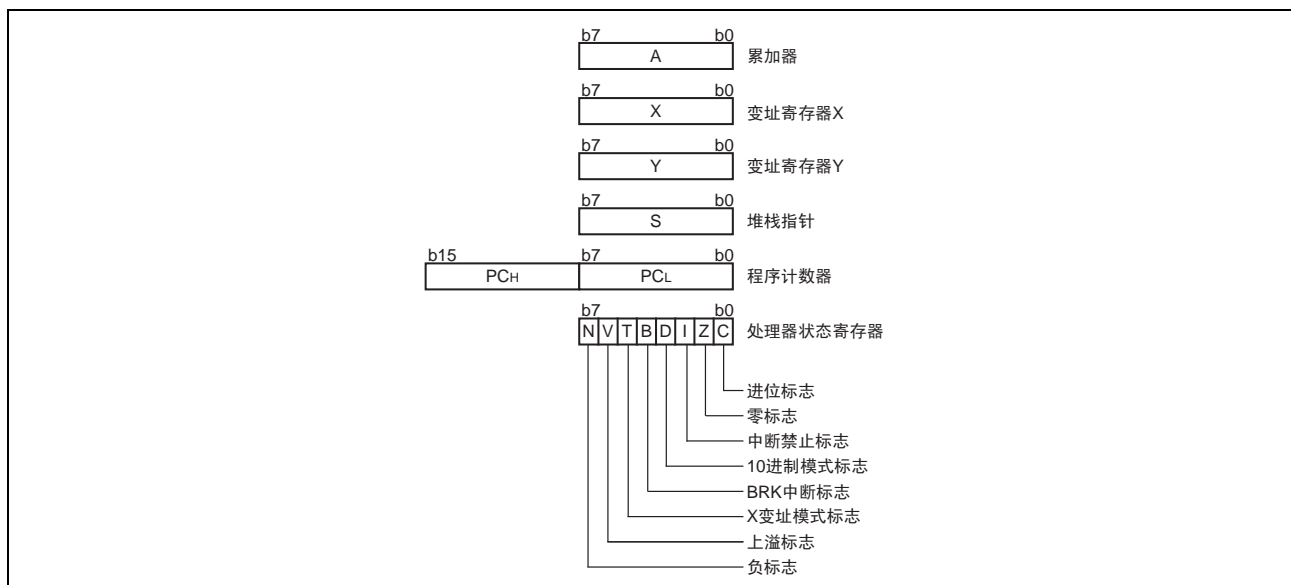 b7 b0
A 累加器
b7 b0
X 变址寄存器X
b7 b0
Y 变址寄存器Y
b7 b0
S 堆栈指针
b15 b7 b0
PCH PCL 程序计数器
b7 b0
N V T B D I Z C 处理器状态寄存器
进位标志
零标志
中断禁止标志
10进制模式标志
BRK中断标志
X变址模式标志
上溢标志
负标志